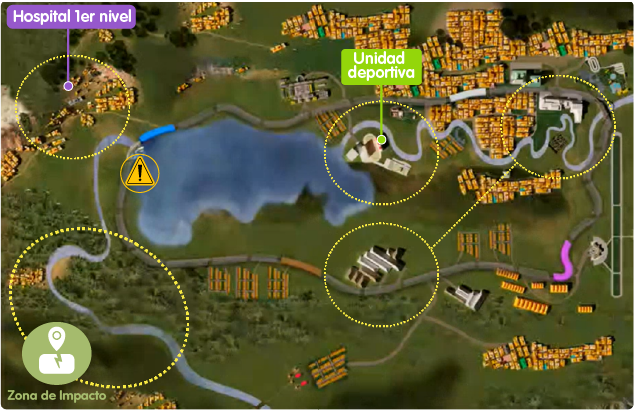 Hospital 1er nivel
Unidad
deportiva
!
Zona de Impacto